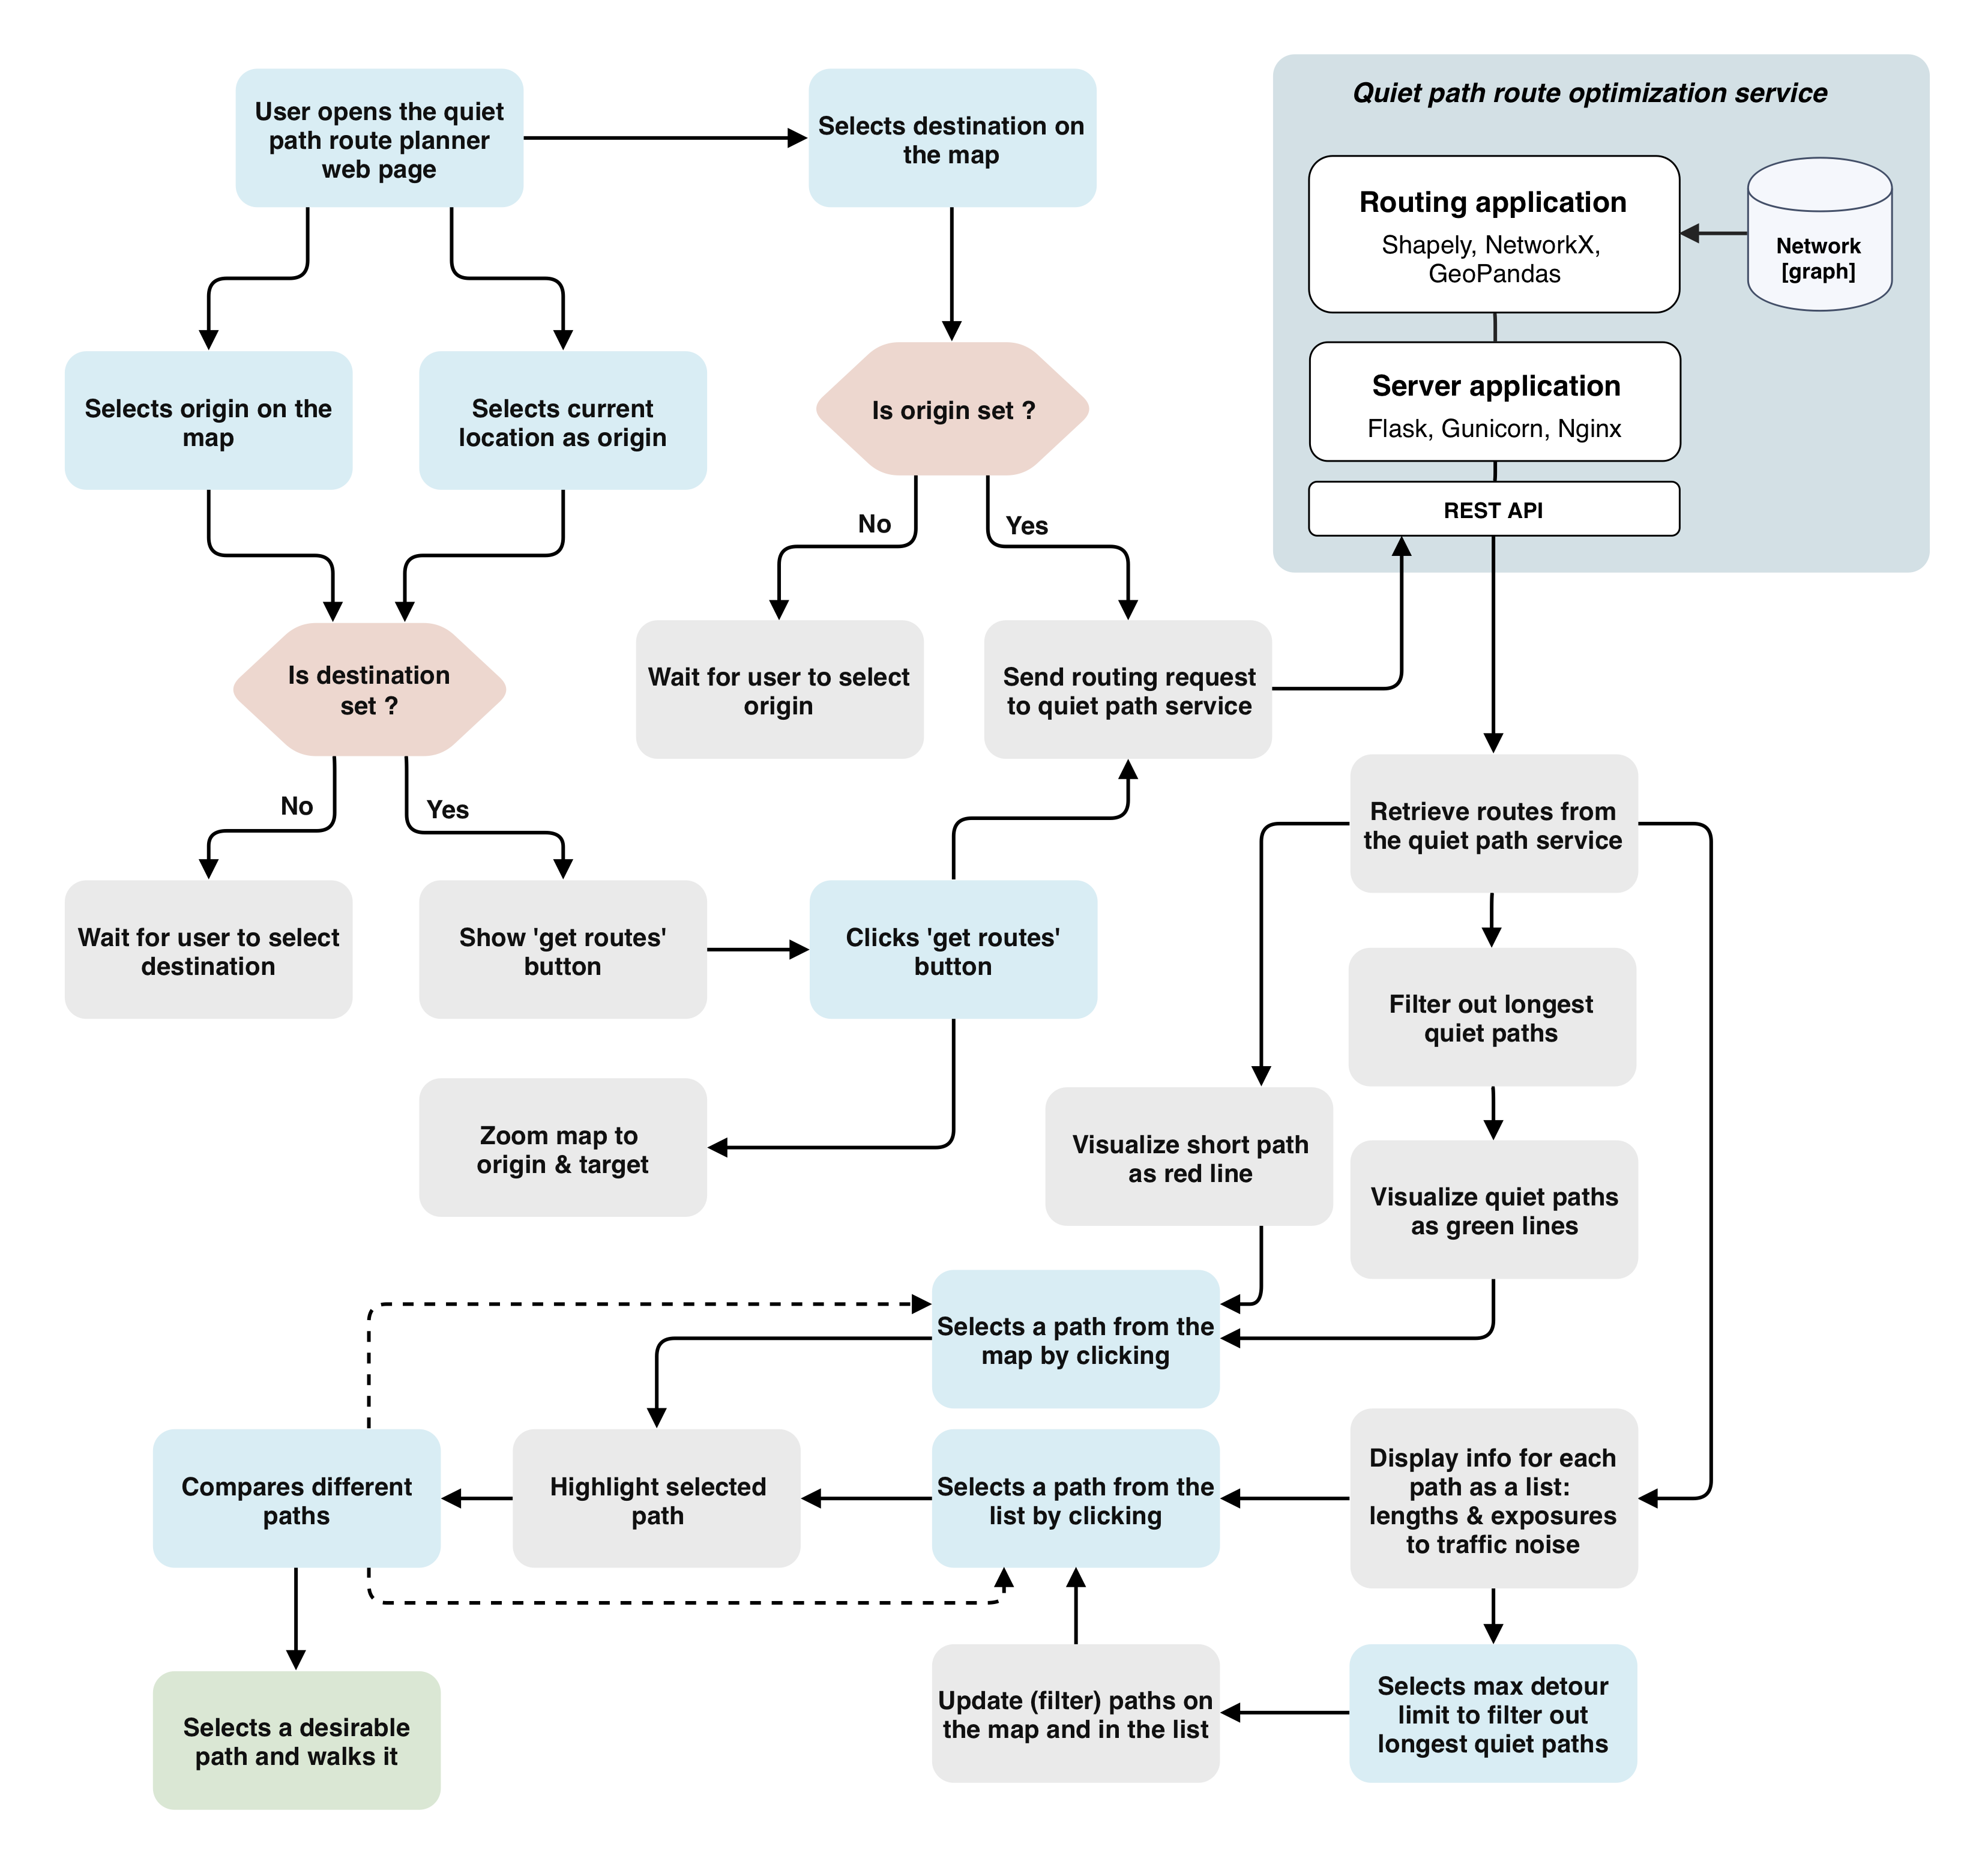 User opens the quiet
path route planner
web page
Selects destination on
the map
Quiet path route optimization service
Routing application
Shapely, NetworkX,
GeoPandas
Network
[graph]
Server application
Flask, Gunicorn, Nginx
REST API
Selects origin on the
map
Selects current
location as origin
Is origin set ?
No
Yes
Is destination
set ?
Wait for user to select
origin
Send routing request
to quiet path service
No
Yes
Retrieve routes from
the quiet path service
Wait for user to select
destination
Show 'get routes'
button
Clicks 'get routes'
button
Filter out longest
quiet paths
Zoom map to
origin & target
Visualize short path
as red line
Visualize quiet paths
as green lines
Selects a path from the
map by clicking
Compares different
paths
Highlight selected
path
Selects a path from the
list by clicking
Display info for each
path as a list:
lengths & exposures
to traffic noise
Selects a desirable
path and walks it
Update (filter) paths on
the map and in the list
Selects max detour
limit to filter out
longest quiet paths